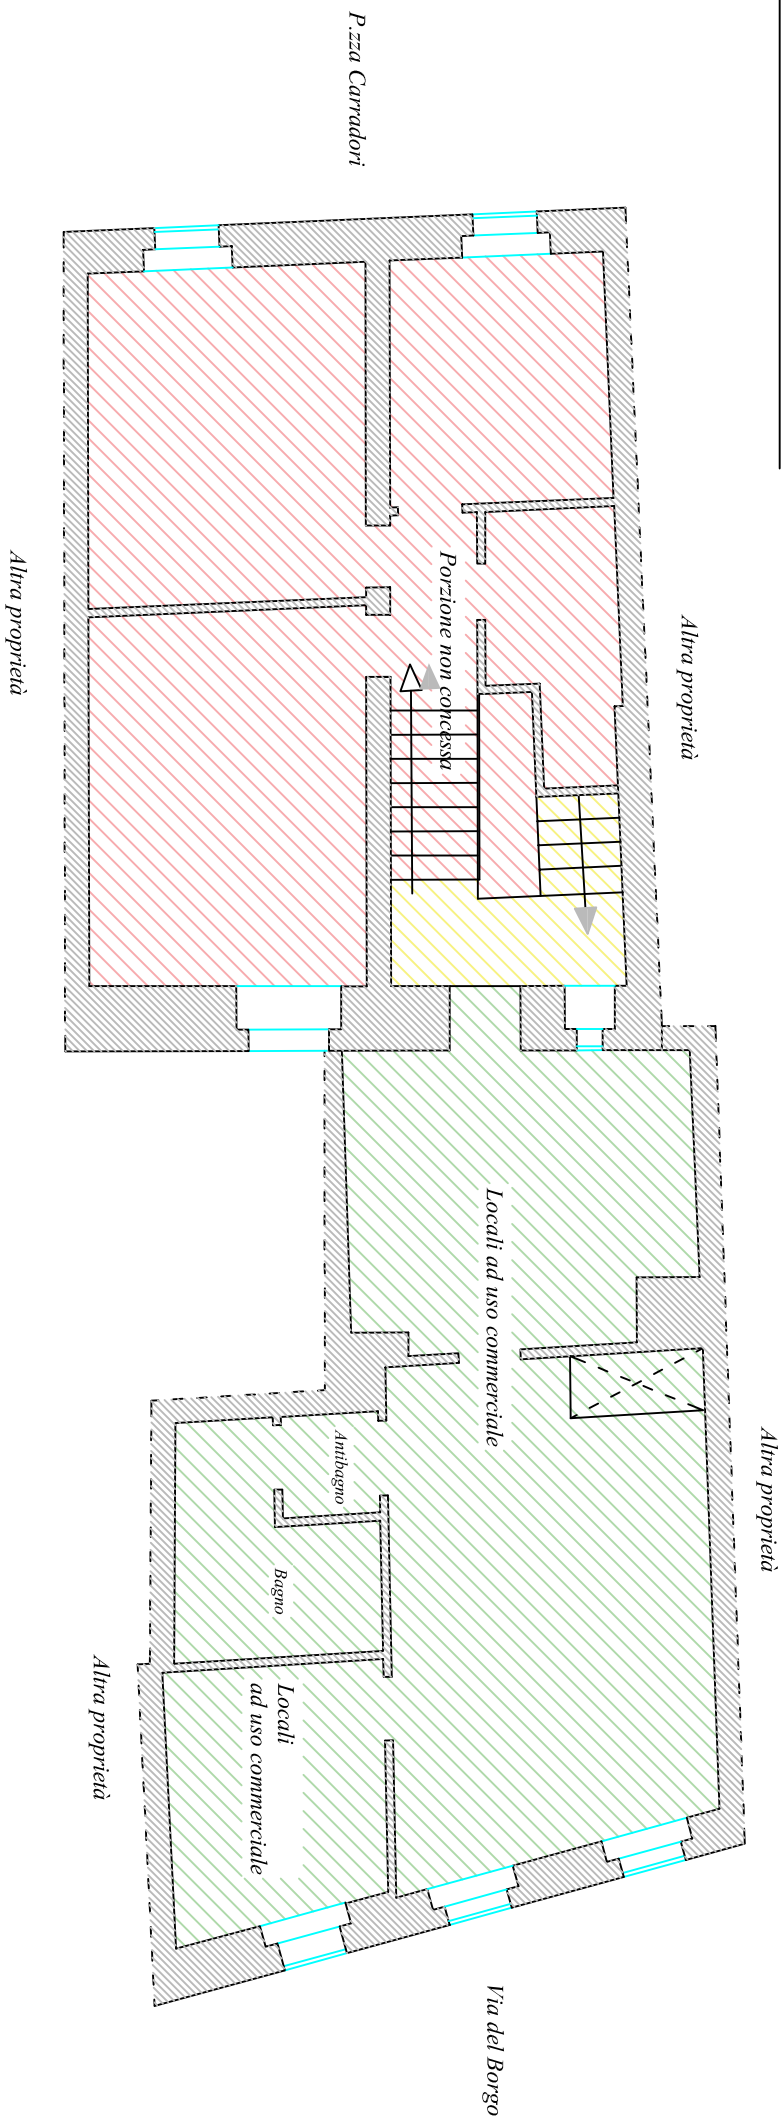 P.zza Carradori
Altra proprietà
Altra proprietà
Porzione non concessa
Locali ad uso commerciale
Altra proprietà
Antibagno
Bagno
Locali
ad uso commerciale
Altra proprietà
Via del Borgo